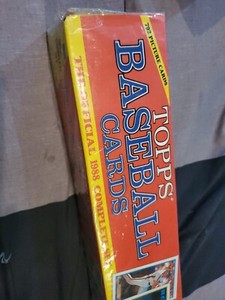 792 PICTURE CARDS
TOPPS
BASEBALL
CARDS
THE OFFICIAL 1988 COMPLETE